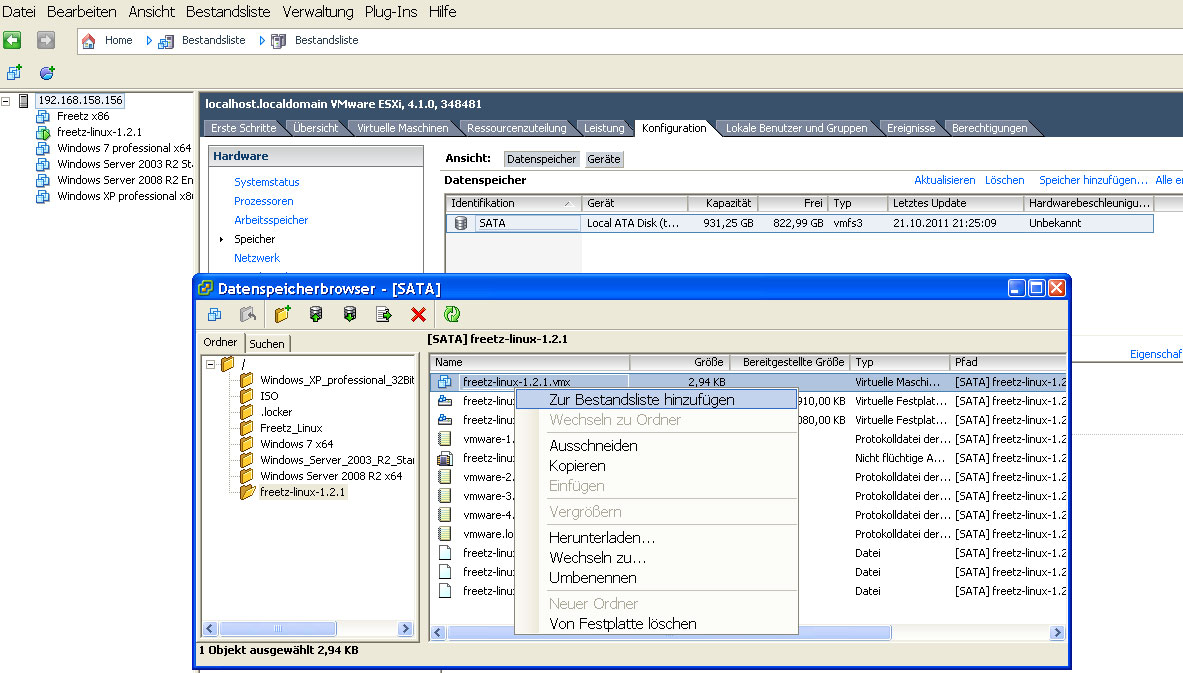 Datei Bearbeiten Ansicht Bestandsliste Verwaltung Plug-Ins Hilfe
Home Bestandsliste Bestandsliste
192.168.158.156
Freetz x86
freetz-linux-1.2.1
Windows 7 professional x64
Windows Server 2003 R2 Sta
Windows Server 2008 R2 En
Windows XP professional x86
localhost.localdomain VMware ESXi, 4.1.0, 348481
Erste Schritte Übersicht Virtuelle Maschinen Ressourcenzuteilung Leistung Konfiguration Lokale Benutzer und Gruppen Ereignisse Berechtigungen
Hardware
Systemstatus
Prozessoren
Arbeitsspeicher
Speicher
Netzwerk
Ansicht: Datenspeicher Geräte
Datenspeicher Aktualisieren Löschen Speicher hinzufügen... Alle er
Identifikation Gerät Kapazität Frei Typ Letztes Update Hardwarebeschleunigu...
SATA Local ATA Disk (t... 931,25 GB 822,99 GB vmfs3 21.10.2011 21:25:09 Unbekannt
Eigenschaf
Datenspeicherbrowser - [SATA]
Ordner Suchen
/
Windows_XP_professional_32Bit
ISO
.locker
Freetz_Linux
Windows 7 x64
Windows_Server_2003_R2_Star
Windows Server 2008 R2 x64
freetz-linux-1.2.1
[SATA] freetz-linux-1.2.1
Name Größe Bereitgestellte Größe Typ Pfad
freetz-linux-1.2.1.vmx 2,94 KB Virtuelle Maschi... [SATA] freetz-linux-1.2
freetz-linu 910,00 KB Virtuelle Festplat... [SATA] freetz-linux-1.2
freetz-linu 080,00 KB Virtuelle Festplat... [SATA] freetz-linux-1.2
vmware-1. Protokolldatei der... [SATA] freetz-linux-1.2
freetz-linu Nicht flüchtige A... [SATA] freetz-linux-1.2
vmware-2. Protokolldatei der... [SATA] freetz-linux-1.2
vmware-3. Protokolldatei der... [SATA] freetz-linux-1.2
vmware-4. Protokolldatei der... [SATA] freetz-linux-1.2
vmware.lo Protokolldatei der... [SATA] freetz-linux-1.2
freetz-linu Datei [SATA] freetz-linux-1.2
freetz-linu Datei [SATA] freetz-linux-1.2
freetz-linu Datei [SATA] freetz-linux-1.2
Zur Bestandsliste hinzufügen
Wechseln zu Ordner
Ausschneiden
Kopieren
Einfügen
Vergrößern
Herunterladen...
Wechseln zu...
Umbenennen
Neuer Ordner
Von Festplatte löschen
1 Objekt ausgewählt 2,94 KB